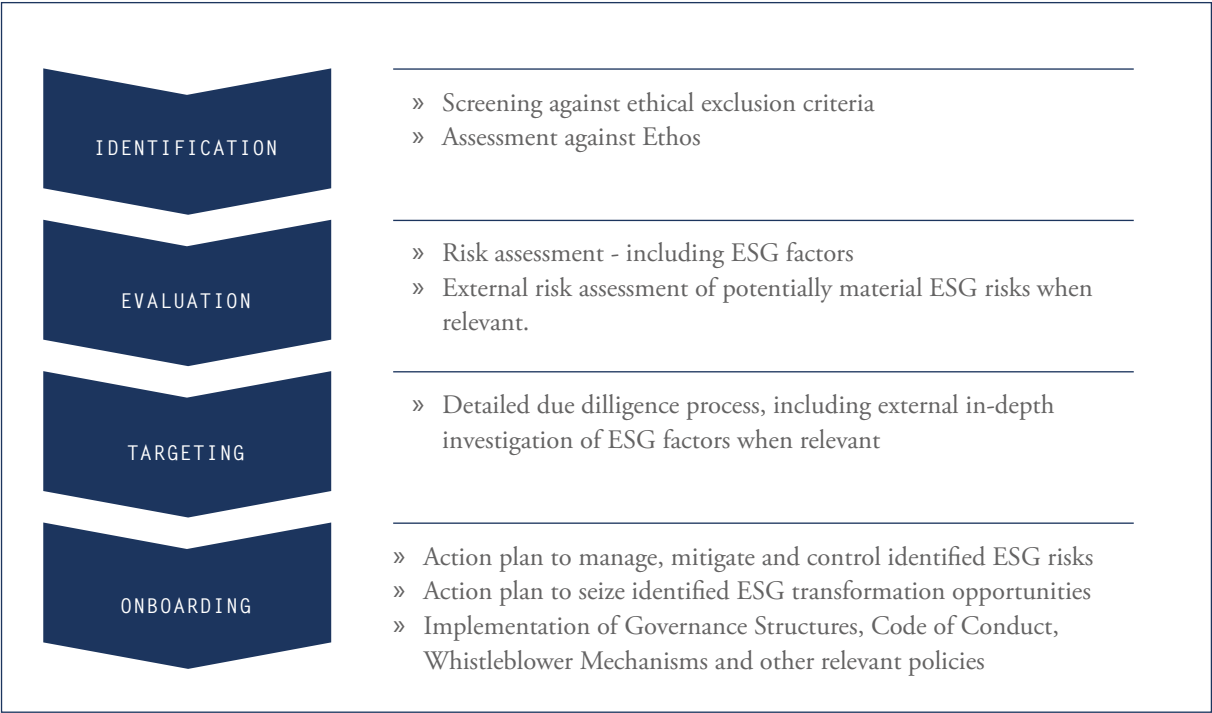 IDENTIFICATION
» Screening against ethical exclusion criteria
» Assessment against Ethos
EVALUATION
» Risk assessment - including ESG factors
» External risk assessment of potentially material ESG risks when
relevant.
TARGETING
» Detailed due dilligence process, including external in-depth
investigation of ESG factors when relevant
ONBOARDING
» Action plan to manage, mitigate and control identified ESG risks
» Action plan to seize identified ESG transformation opportunities
» Implementation of Governance Structures, Code of Conduct,
Whistleblower Mechanisms and other relevant policies